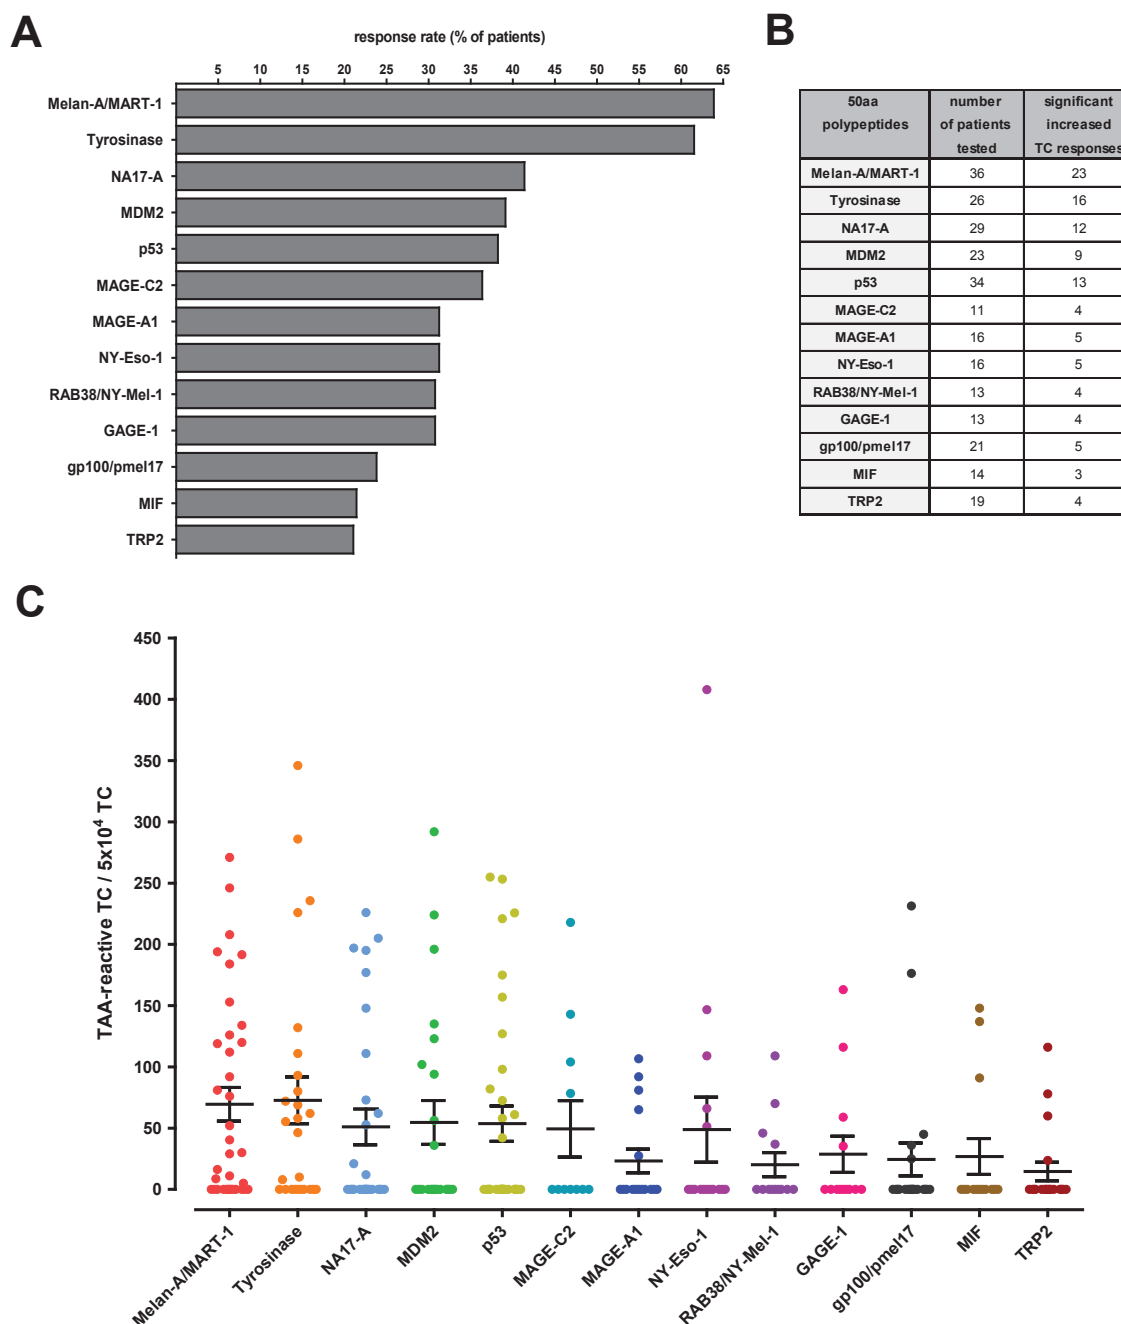 A
response rate (% of patients)
5 10 15 20 25 30 35 40 45 50 55 60 65
Melan-A/MART-1
Tyrosinase
NA17-A
MDM2
p53
MAGE-C2
MAGE-A1
NY-Eso-1
RAB38/NY-Mel-1
GAGE-1
gp100/pmel17
MIF
TRP2
B
50aa polypeptides number of patients tested significant increased TC responses
Melan-A/MART-1 36 23
Tyrosinase 26 16
NA17-A 29 12
MDM2 23 9
p53 34 13
MAGE-C2 11 4
MAGE-A1 16 5
NY-Eso-1 16 5
RAB38/NY-Mel-1 13 4
GAGE-1 13 4
gp100/pmel17 21 5
MIF 14 3
TRP2 19 4
C
TAA-reactive TC / 5x10⁴ TC
450
400
350
300
250
200
150
100
50
0
Melan-A/MART-1
Tyrosinase
NA17-A
MDM2
p53
MAGE-C2
MAGE-A1
NY-Eso-1
RAB38/NY-Mel-1
GAGE-1
gp100/pmel17
MIF
TRP2